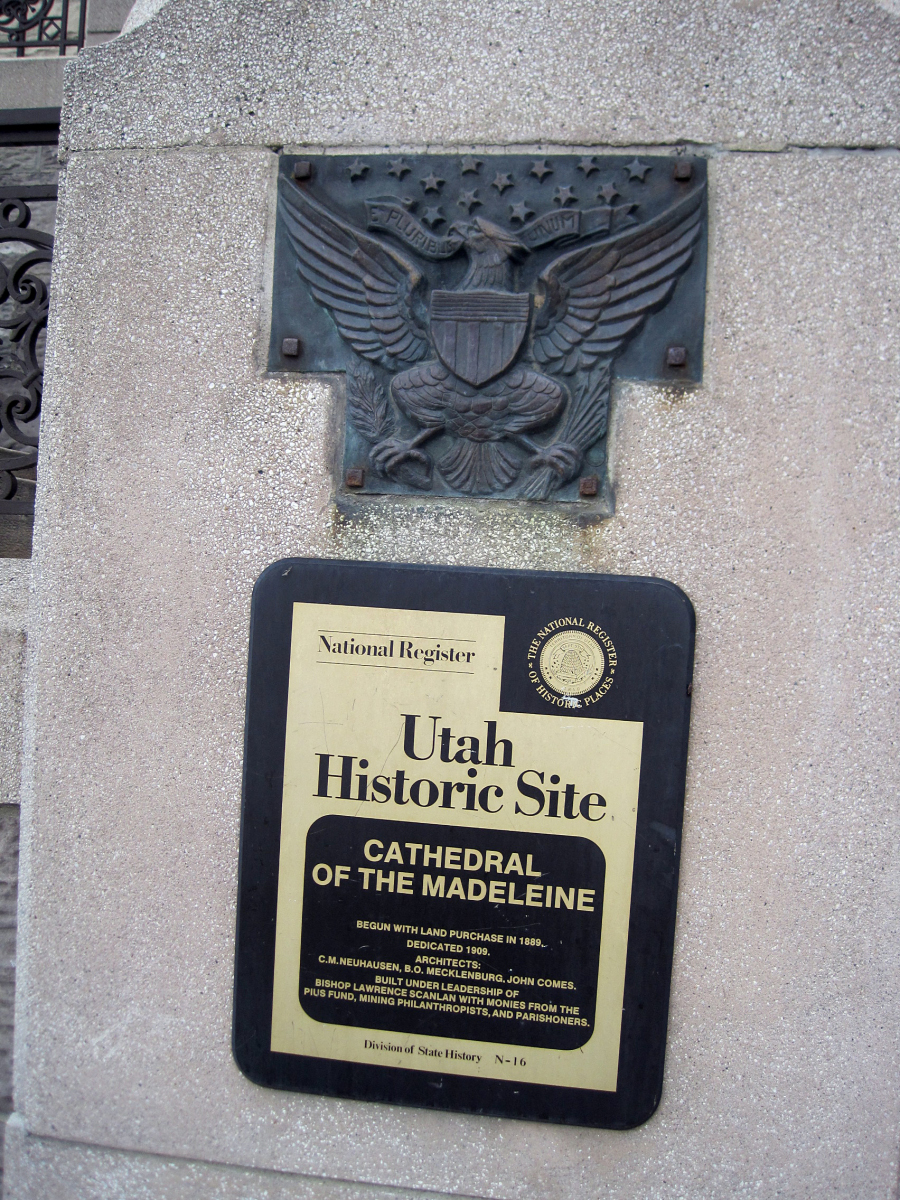 E PLURIBUS UNUM
National Register
THE NATIONAL REGISTER
OF HISTORIC PLACES
Utah
Historic Site
CATHEDRAL
OF THE MADELEINE
BEGUN WITH LAND PURCHASE IN 1889.
DEDICATED 1909.
ARCHITECTS:
C.M.NEUHAUSEN, B.O. MECKLENBURG, JOHN COMES.
BUILT UNDER LEADERSHIP OF
BISHOP LAWRENCE SCANLAN WITH MONIES FROM THE
PIUS FUND, MINING PHILANTHROPISTS, AND PARISHONERS.
Division of State History N-16